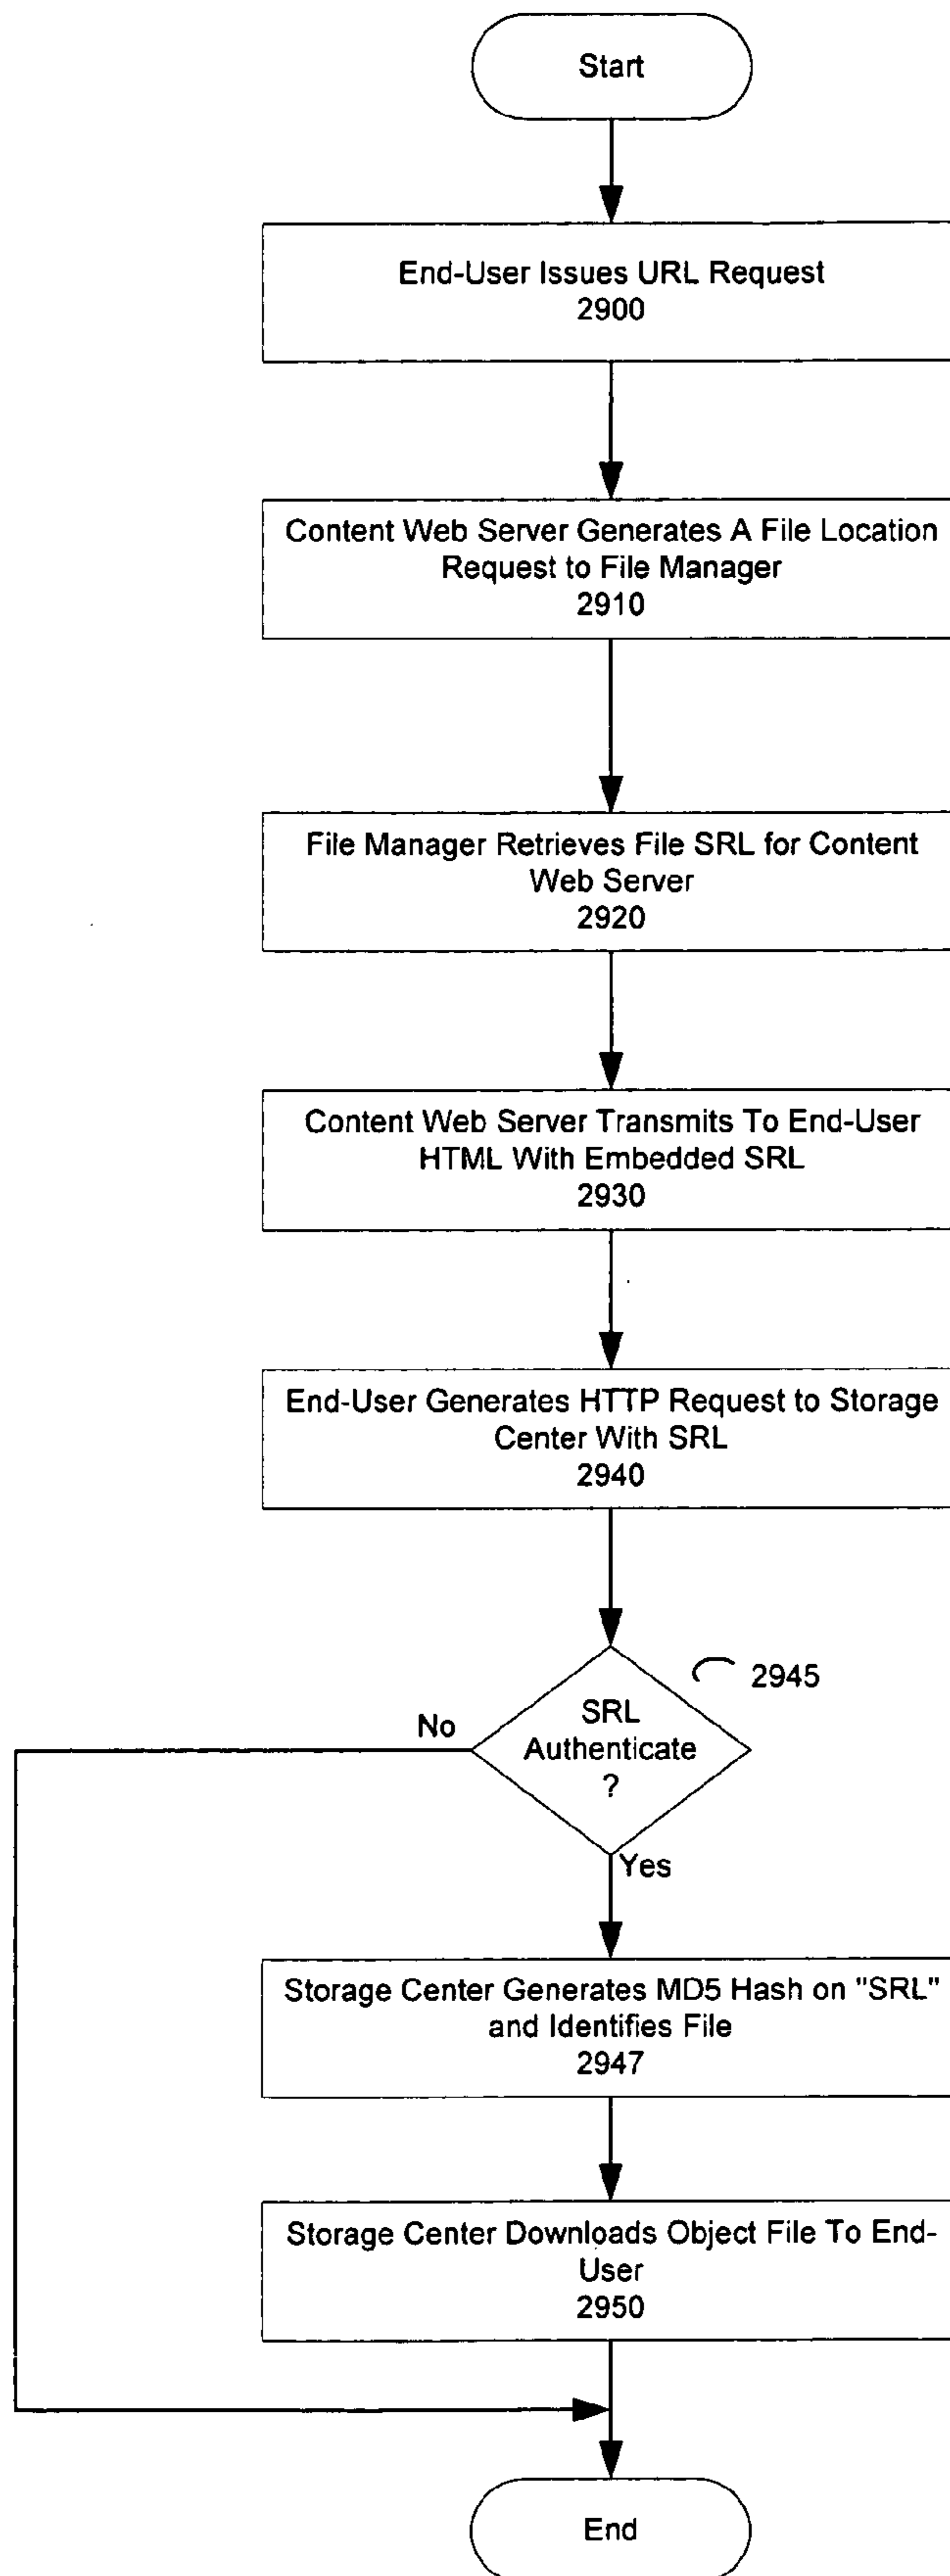 Start
End-User Issues URL Request
2900
Content Web Server Generates A File Location
Request to File Manager
2910
File Manager Retrieves File SRL for Content
Web Server
2920
Content Web Server Transmits To End-User
HTML With Embedded SRL
2930
End-User Generates HTTP Request to Storage
Center With SRL
2940
2945
SRL
Authenticate
?
No
Yes
Storage Center Generates MD5 Hash on "SRL"
and Identifies File
2947
Storage Center Downloads Object File To End-
User
2950
End